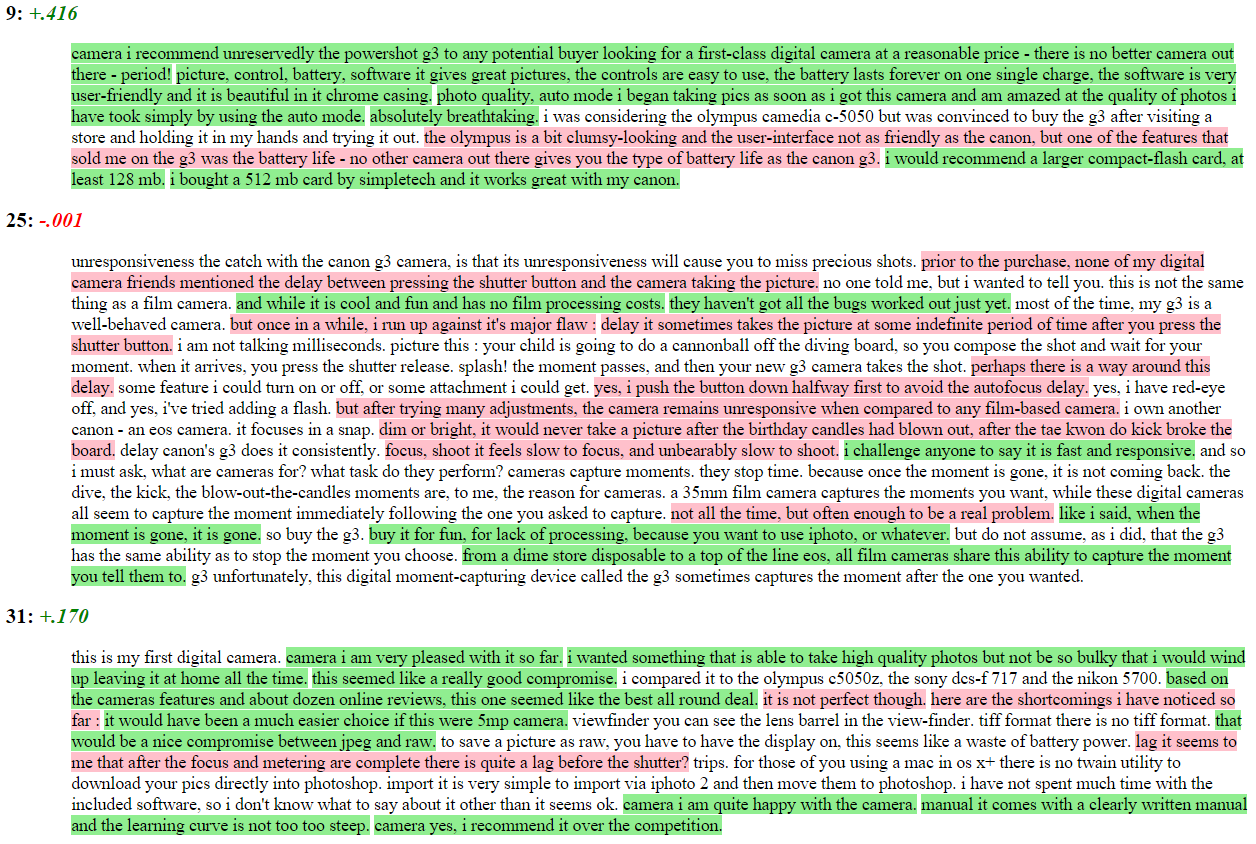 9: +.416
camera i recommend unreservedly the powershot g3 to any potential buyer looking for a first-class digital camera at a reasonable price - there is no better camera out
there - period! picture, control, battery, software it gives great pictures, the controls are easy to use, the battery lasts forever on one single charge, the software is very
user-friendly and it is beautiful in it chrome casing. photo quality, auto mode i began taking pics as soon as i got this camera and am amazed at the quality of photos i
have took simply by using the auto mode. absolutely breathtaking. i was considering the olympus camedia c-5050 but was convinced to buy the g3 after visiting a
store and holding it in my hands and trying it out. the olympus is a bit clumsy-looking and the user-interface not as friendly as the canon, but one of the features that
sold me on the g3 was the battery life - no other camera out there gives you the type of battery life as the canon g3. i would recommend a larger compact-flash card, at
least 128 mb. i bought a 512 mb card by simpletech and it works great with my canon.
25: -.001
unresponsiveness the catch with the canon g3 camera, is that its unresponsiveness will cause you to miss precious shots. prior to the purchase, none of my digital
camera friends mentioned the delay between pressing the shutter button and the camera taking the picture. no one told me, but i wanted to tell you. this is not the same
thing as a film camera. and while it is cool and fun and has no film processing costs. they haven't got all the bugs worked out just yet. most of the time, my g3 is a
well-behaved camera. but once in a while, i run up against it's major flaw : delay it sometimes takes the picture at some indefinite period of time after you press the
shutter button. i am not talking milliseconds. picture this : your child is going to do a cannonball off the diving board, so you compose the shot and wait for your
moment. when it arrives, you press the shutter release. splash! the moment passes, and then your new g3 camera takes the shot. perhaps there is a way around this
delay. some feature i could turn on or off, or some attachment i could get. yes, i push the button down halfway first to avoid the autofocus delay. yes, i have red-eye
off, and yes, i've tried adding a flash. but after trying many adjustments, the camera remains unresponsive when compared to any film-based camera. i own another
canon - an eos camera. it focuses in a snap. dim or bright, it would never take a picture after the birthday candles had blown out, after the tae kwon do kick broke the
board. delay canon's g3 does it consistently. focus, shoot it feels slow to focus, and unbearably slow to shoot. i challenge anyone to say it is fast and responsive. and so
i must ask, what are cameras for? what task do they perform? cameras capture moments. they stop time. because once the moment is gone, it is not coming back. the
dive, the kick, the blow-out-the-candles moments are, to me, the reason for cameras. a 35mm film camera captures the moments you want, while these digital cameras
all seem to capture the moment immediately following the one you asked to capture. not all the time, but often enough to be a real problem. like i said, when the
moment is gone, it is gone. so buy the g3. buy it for fun, for lack of processing, because you want to use iphoto, or whatever. but do not assume, as i did, that the g3
has the same ability as to stop the moment you choose. from a dime store disposable to a top of the line eos, all film cameras share this ability to capture the moment
you tell them to. g3 unfortunately, this digital moment-capturing device called the g3 sometimes captures the moment after the one you wanted.
31: +.170
this is my first digital camera. camera i am very pleased with it so far. i wanted something that is able to take high quality photos but not be so bulky that i would wind
up leaving it at home all the time. this seemed like a really good compromise. i compared it to the olympus c5050z, the sony dcs-f 717 and the nikon 5700. based on
the cameras features and about dozen online reviews, this one seemed like the best all round deal. it is not perfect though. here are the shortcomings i have noticed so
far : it would have been a much easier choice if this were 5mp camera. viewfinder you can see the lens barrel in the view-finder. tiff format there is no tiff format. that
would be a nice compromise between jpeg and raw. to save a picture as raw, you have to have the display on, this seems like a waste of battery power. lag it seems to
me that after the focus and metering are complete there is quite a lag before the shutter? trips. for those of you using a mac in os x+ there is no twain utility to
download your pics directly into photoshop. import it is very simple to import via iphoto 2 and then move them to photoshop. i have not spent much time with the
included software, so i don't know what to say about it other than it seems ok. camera i am quite happy with the camera. manual it comes with a clearly written manual
and the learning curve is not too too steep. camera yes, i recommend it over the competition.